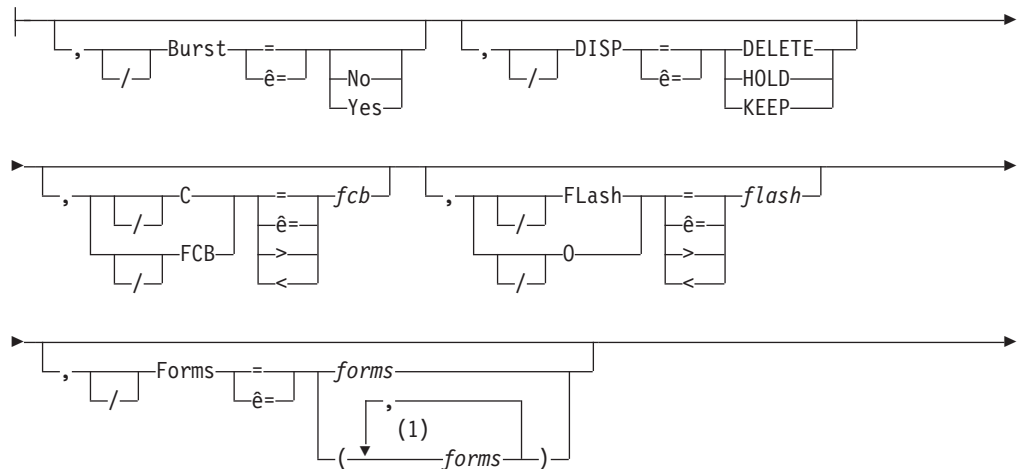 , / Burst = ê= No Yes
, / DISP = ê= DELETE HOLD KEEP
, / C / FCB = ê= > < fcb
, / FLash / O = ê= > < flash
, / Forms = ê= forms
( , (1) forms )